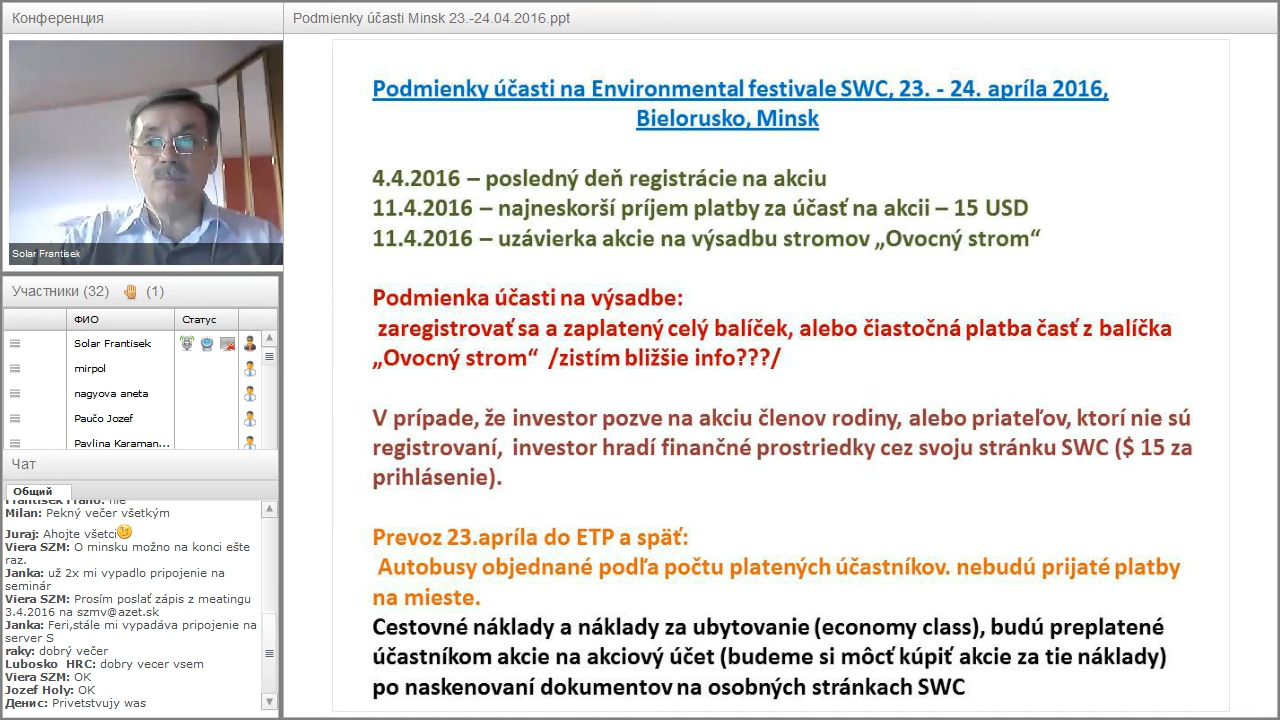 Конференция
Podmienky účasti Minsk 23.-24.04.2016.ppt
Solar Frantisek
Участники (32) (1)
ФИО Статус
Solar Frantisek
mirpol
nagyova aneta
Paučo Jozef
Pavlina Karaman...
Чат
Общий
Frantisek Frano: nie
Milan: Pekný večer všetkým
Juraj: Ahojte všetci
Viera SZM: O minsku možno na konci ešte
raz.
Janka: už 2x mi vypadlo pripojenie na
seminár
Viera SZM: Prosím poslať zápis z meatingu
3.4.2016 na szmv@azet.sk
Janka: Feri,stále mi vypadáva pripojenie na
server S
raky: dobrý večer
Lubosko HRC: dobry vecer vsem
Viera SZM: OK
Jozef Holy: OK
Денис: Privetstvujy was
Podmienky účasti na Environmental festivale SWC, 23. - 24. apríla 2016,
Bielorusko, Minsk
4.4.2016 – posledný deň registrácie na akciu
11.4.2016 – najneskorší príjem platby za účasť na akcii – 15 USD
11.4.2016 – uzávierka akcie na výsadbu stromov „Ovocný strom“
Podmienka účasti na výsadbe:
zaregistrovať sa a zaplatený celý balíček, alebo čiastočná platba časť z balíčka
„Ovocný strom“ /zistím bližšie info???/
V prípade, že investor pozve na akciu členov rodiny, alebo priateľov, ktorí nie sú
registrovaní, investor hradí finančné prostriedky cez svoju stránku SWC ($ 15 za
prihlásenie).
Prevoz 23.apríla do ETP a späť:
Autobusy objednané podľa počtu platených účastníkov. nebudú prijaté platby
na mieste.
Cestovné náklady a náklady za ubytovanie (economy class), budú preplatené
účastníkom akcie na akciový účet (budeme si môcť kúpiť akcie za tie náklady)
po naskenovaní dokumentov na osobných stránkach SWC